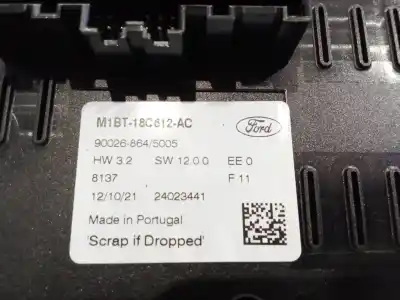 M1BT-18C612-AC
Ford
90026-864/5005
HW 3.2 SW 12.0.0 EE 0
8137 F 11
12/10/21 24023441
Made in Portugal
'Scrap if Dropped'